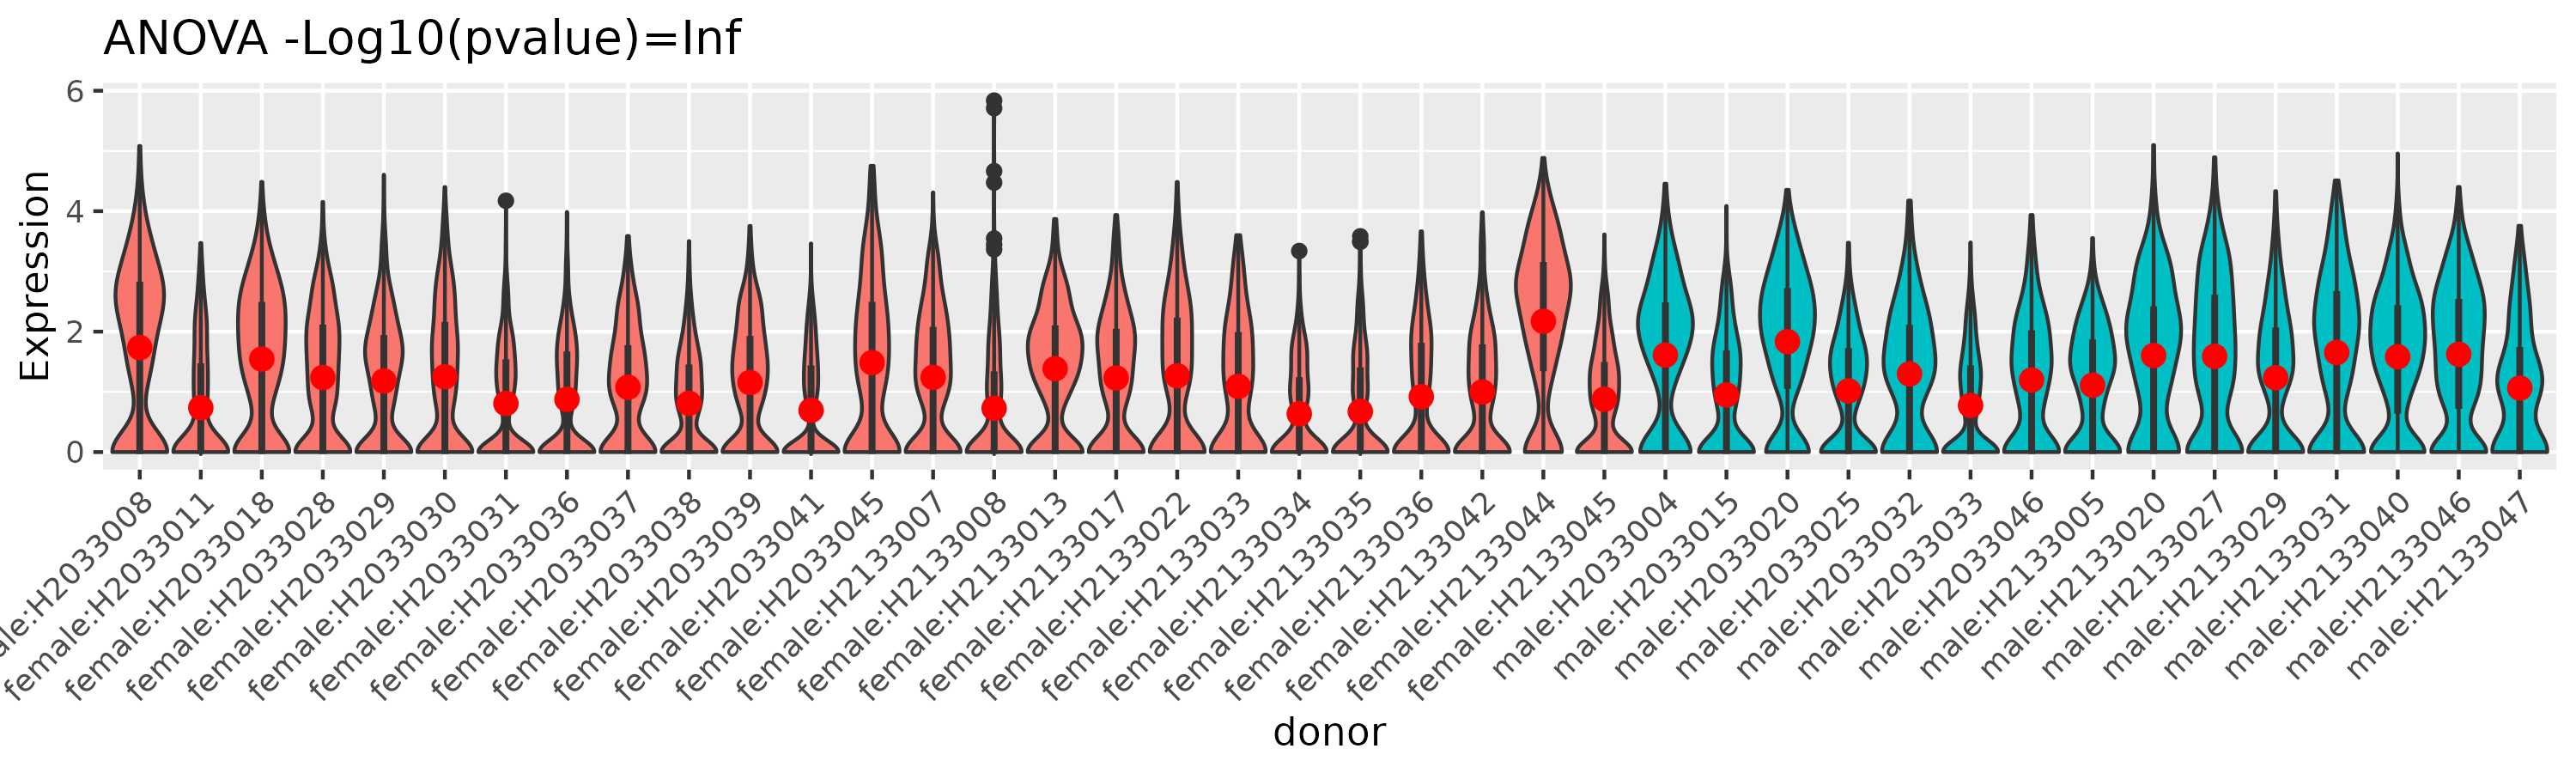 ANOVA -Log10(pvalue)=Inf
Expression
6
4
2
0
ale:H2033008
female:H2033011
female:H2033018
female:H2033028
female:H2033029
female:H2033030
female:H2033031
female:H2033036
female:H2033037
female:H2033038
female:H2033039
female:H2033041
female:H2033045
female:H2133007
female:H2133008
female:H2133013
female:H2133017
female:H2133022
female:H2133033
female:H2133034
female:H2133035
female:H2133036
female:H2133042
female:H2133044
female:H2133045
male:H2033004
male:H2033015
male:H2033020
male:H2033025
male:H2033032
male:H2033033
male:H2033046
male:H2133005
male:H2133020
male:H2133027
male:H2133029
male:H2133031
male:H2133040
male:H2133046
male:H2133047
donor